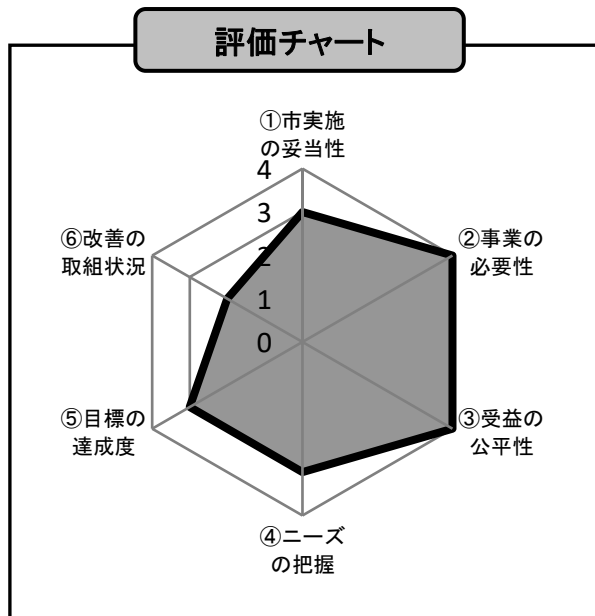 評価チャート
①市実施
の妥当性
4
3
2
1
0
②事業の
必要性
③受益の
公平性
④ニーズ
の把握
⑤目標の
達成度
⑥改善の
取組状況